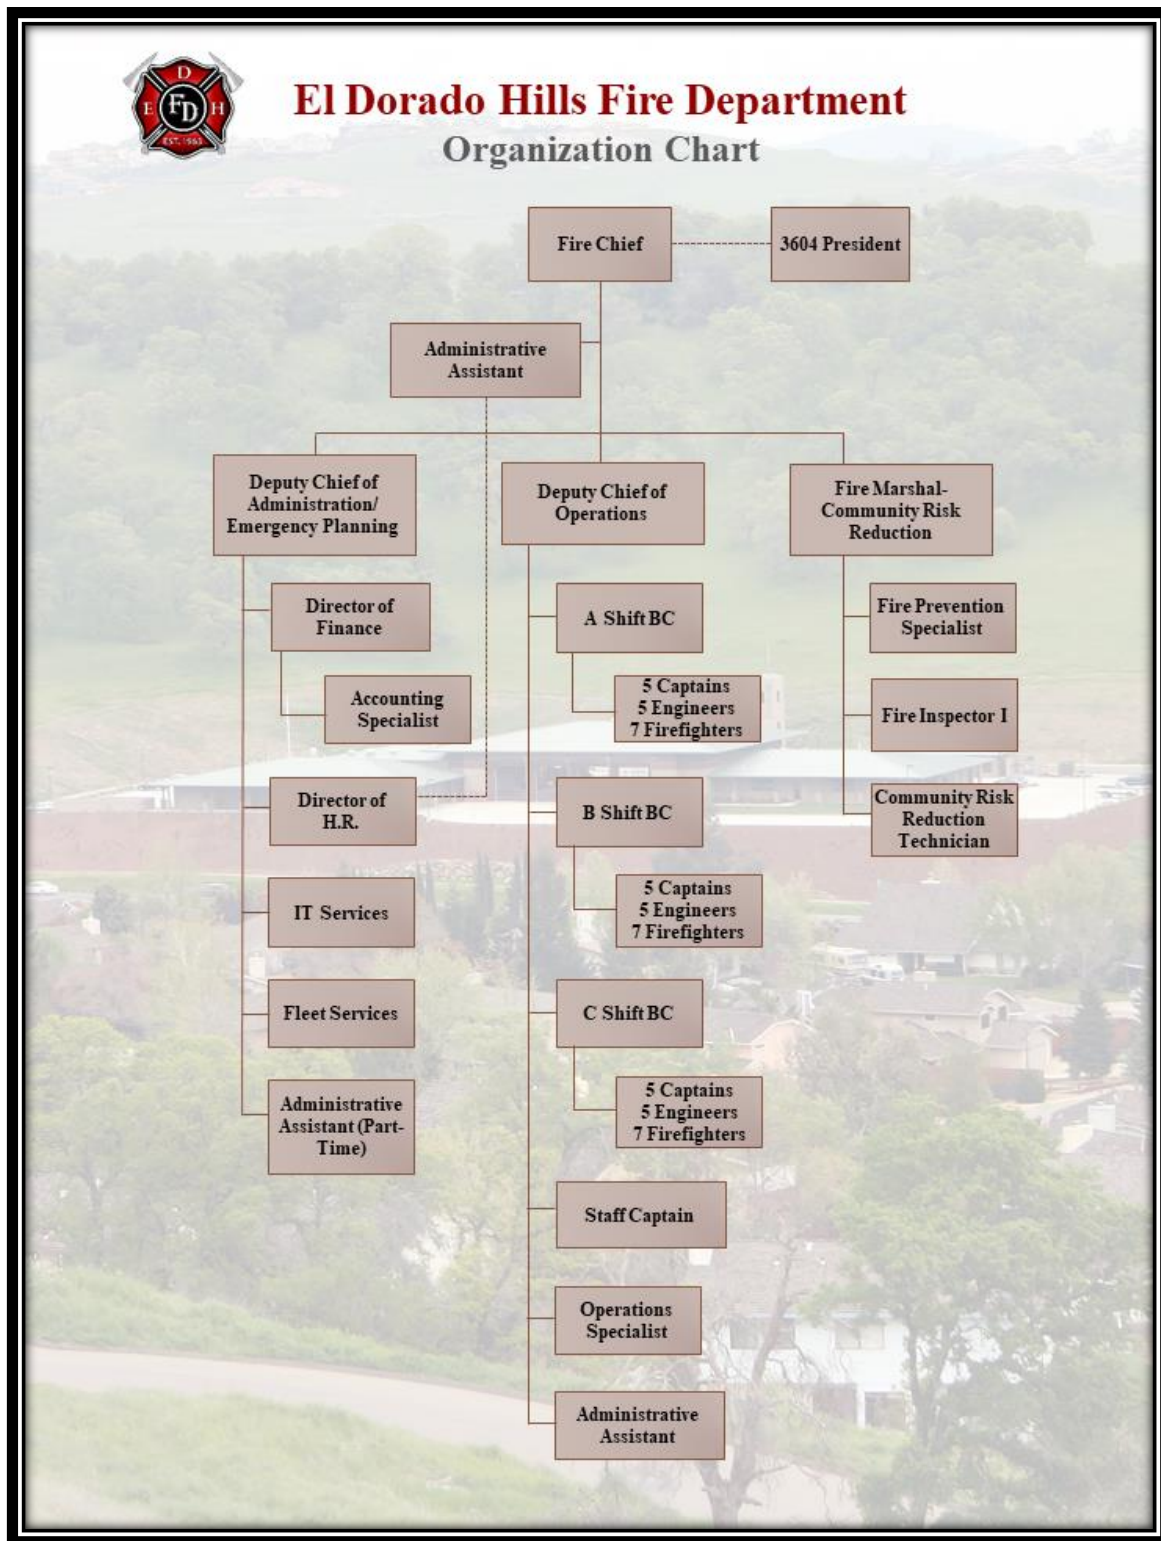 D
E FD H
EST. 1963
El Dorado Hills Fire Department
Organization Chart
Fire Chief
3604 President
Administrative
Assistant
Deputy Chief of
Administration/
Emergency Planning
Deputy Chief of
Operations
Fire Marshal-
Community Risk
Reduction
Director of
Finance
Accounting
Specialist
Director of
H.R.
IT Services
Fleet Services
Administrative
Assistant (Part-
Time)
A Shift BC
5 Captains
5 Engineers
7 Firefighters
B Shift BC
5 Captains
5 Engineers
7 Firefighters
C Shift BC
5 Captains
5 Engineers
7 Firefighters
Staff Captain
Operations
Specialist
Administrative
Assistant
Fire Prevention
Specialist
Fire Inspector I
Community Risk
Reduction
Technician